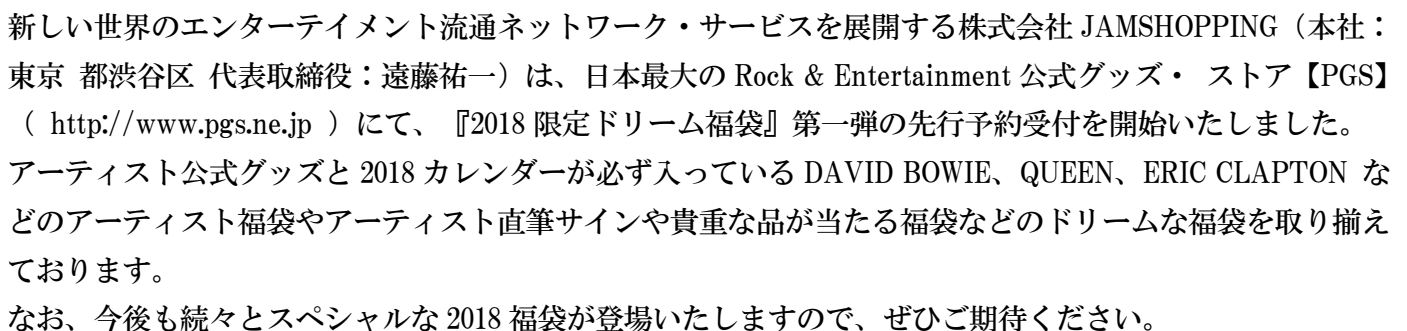 新しい世界のエンターテイメント流通ネットワーク・サービスを展開する株式会社 JAMSHOPPING（本社：
東京 都渋谷区 代表取締役：遠藤祐一）は、日本最大の Rock & Entertainment 公式グッズ・ ストア【PGS】
（ http://www.pgs.ne.jp ）にて、『2018 限定ドリーム福袋』第一弾の先行予約受付を開始いたしました。
アーティスト公式グッズと 2018 カレンダーが必ず入っている DAVID BOWIE、QUEEN、ERIC CLAPTON な
どのアーティスト福袋やアーティスト直筆サインや貴重な品が当たる福袋などのドリームな福袋を取り揃え
ております。
なお、今後も続々とスペシャルな 2018 福袋が登場いたしますので、ぜひご期待ください。